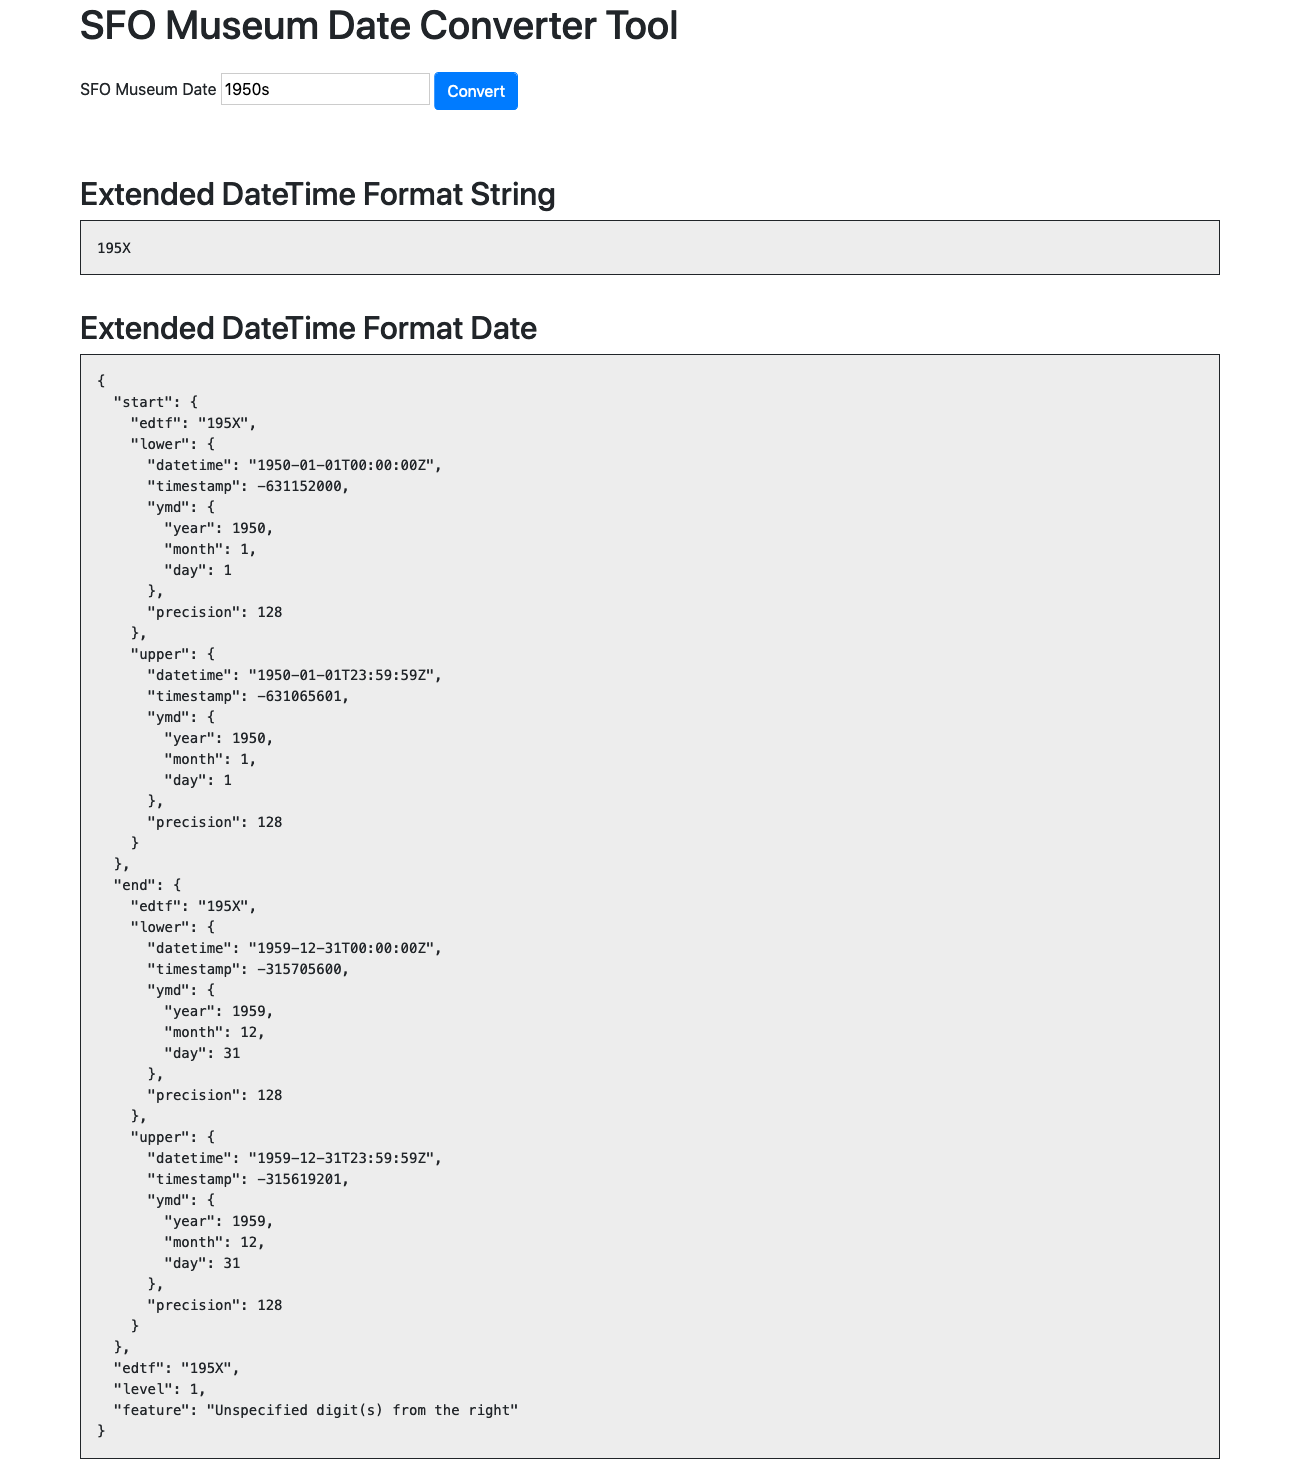 SFO Museum Date Converter Tool
SFO Museum Date 1950s Convert
Extended DateTime Format String
195X
Extended DateTime Format Date
{
  "start": {
    "edtf": "195X",
    "lower": {
      "datetime": "1950-01-01T00:00:00Z",
      "timestamp": -631152000,
      "ymd": {
        "year": 1950,
        "month": 1,
        "day": 1
      },
      "precision": 128
    },
    "upper": {
      "datetime": "1950-01-01T23:59:59Z",
      "timestamp": -631065601,
      "ymd": {
        "year": 1950,
        "month": 1,
        "day": 1
      },
      "precision": 128
    }
  },
  "end": {
    "edtf": "195X",
    "lower": {
      "datetime": "1959-12-31T00:00:00Z",
      "timestamp": -315705600,
      "ymd": {
        "year": 1959,
        "month": 12,
        "day": 31
      },
      "precision": 128
    },
    "upper": {
      "datetime": "1959-12-31T23:59:59Z",
      "timestamp": -315619201,
      "ymd": {
        "year": 1959,
        "month": 12,
        "day": 31
      },
      "precision": 128
    }
  },
  "edtf": "195X",
  "level": 1,
  "feature": "Unspecified digit(s) from the right"
}